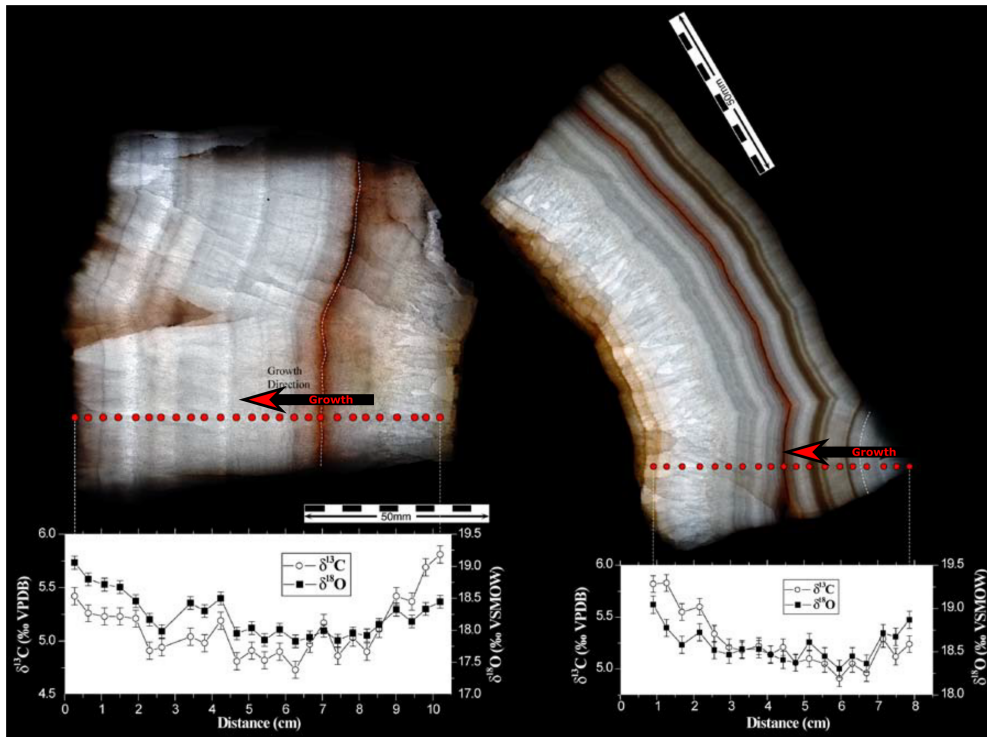 50mm
Growth
Direction
Growth
Growth
50mm
6.0
5.5
5.0
4.5
δ¹³C (‰ VPDB)
δ¹³C
δ¹⁸O
19.5
19.0
18.5
18.0
17.5
17.0
δ¹⁸O (‰ VSMOW)
0 1 2 3 4 5 6 7 8 9 10
Distance (cm)
6.0
5.5
5.0
δ¹³C (‰ VPDB)
δ¹³C
δ¹⁸O
19.5
19.0
18.5
18.0
δ¹⁸O (‰ VSMOW)
0 1 2 3 4 5 6 7 8
Distance (cm)